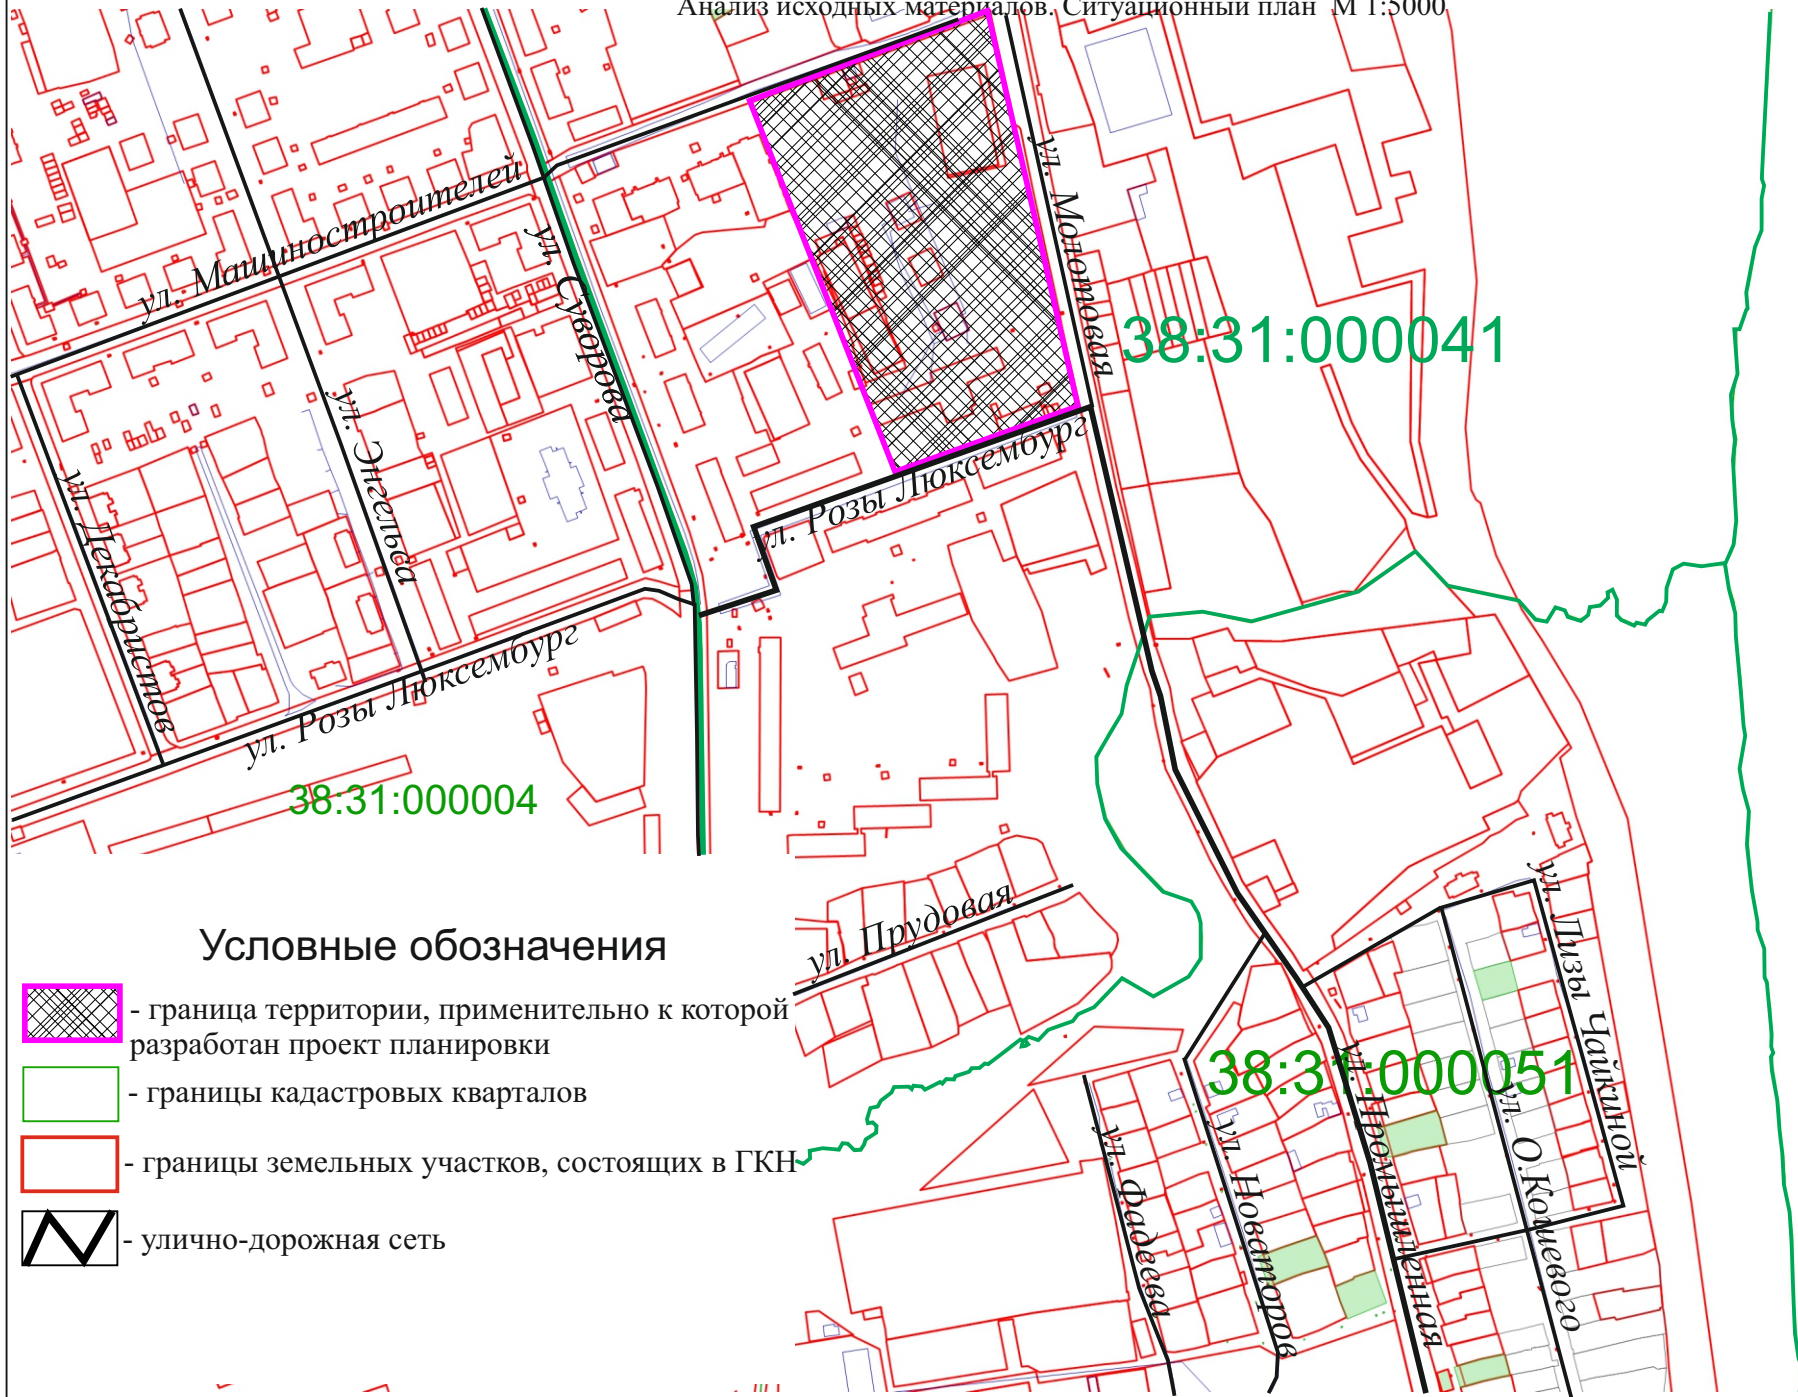 Анализ исходных материалов. Ситуационный план М 1:5000
ул. Машиностроителей
ул. Суворова
ул. Молотовая
38:31:000041
ул. Энгельса
ул. Декабристов
ул. Розы Люксембург
ул. Розы Люксембург
38:31:000004
ул. Прудовая
ул. Лизы Чайкиной
38:31:000051
ул. Фадеева
ул. Новаторов
ул. Промышленная
ул. О.Кошевого
Условные обозначения
- граница территории, применительно к которой
разработан проект планировки
- границы кадастровых кварталов
- границы земельных участков, состоящих в ГКН
- улично-дорожная сеть